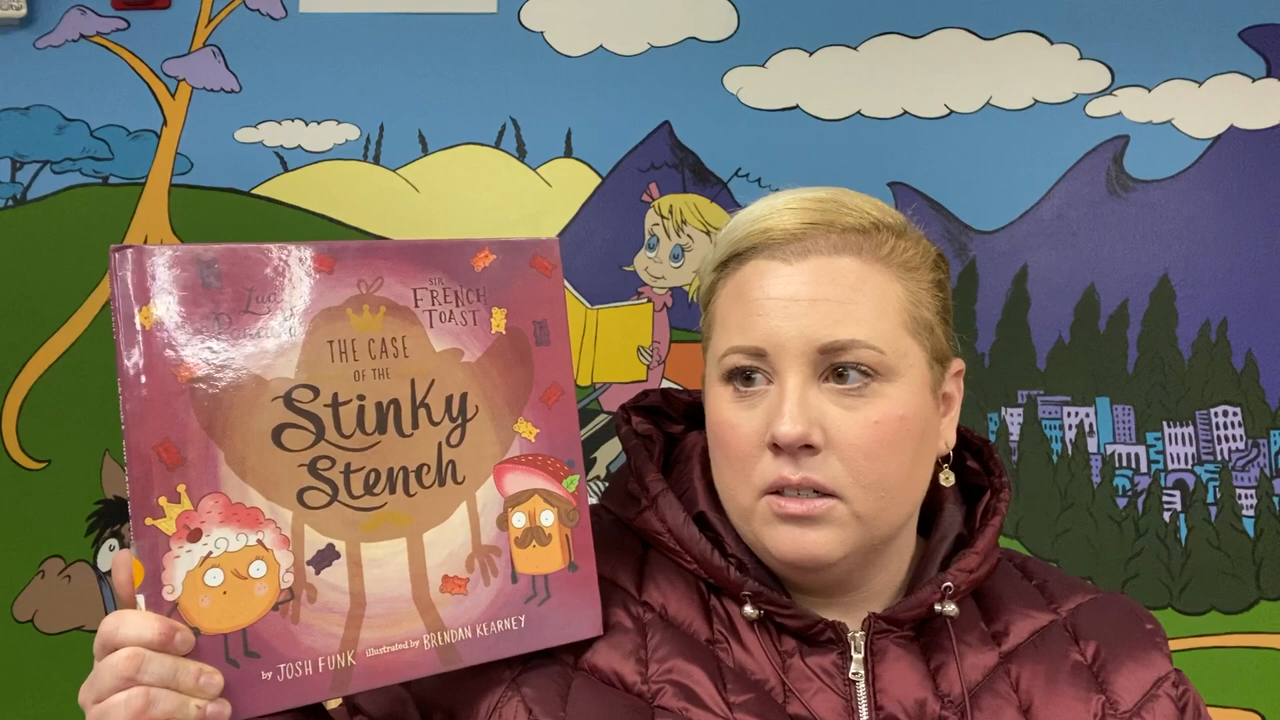 SIR
FRENCH
TOAST
THE CASE
OF THE
Stinky
Stench
by JOSH FUNK
illustrated by BRENDAN KEARNEY